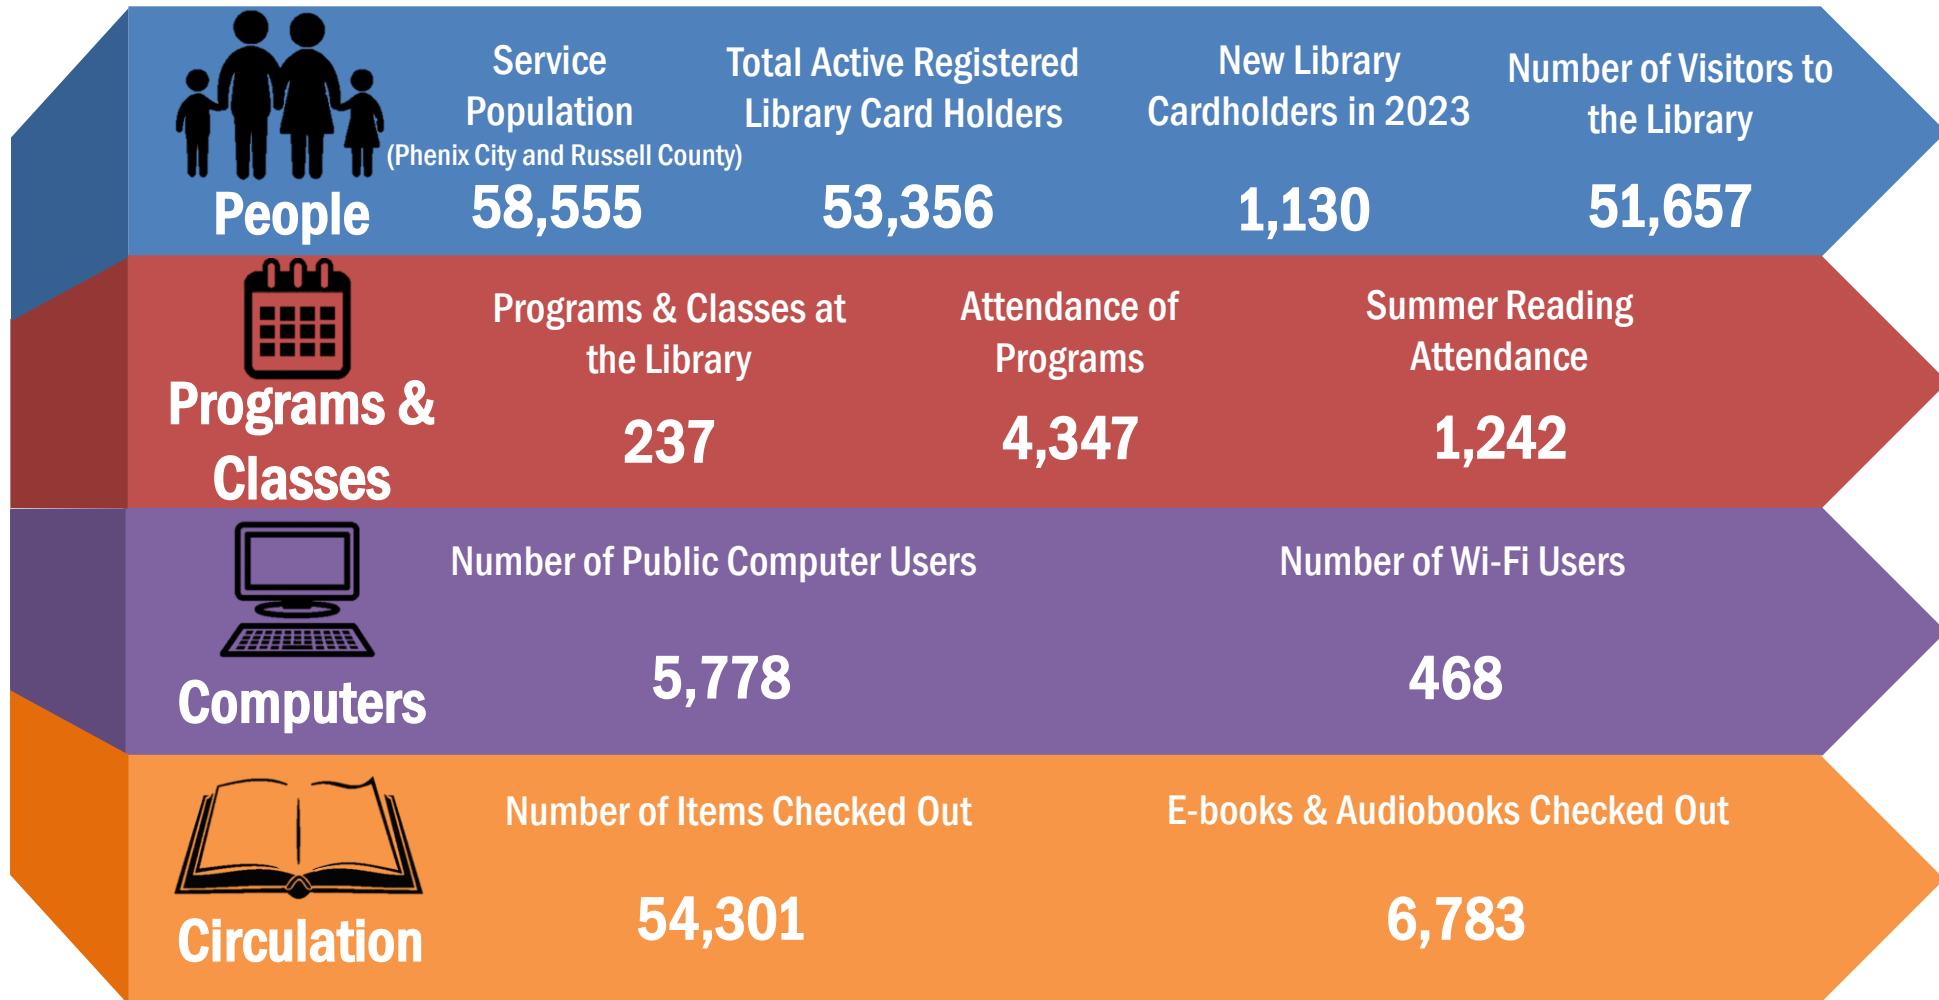 People
Service
Population
(Phenix City and Russell County)
58,555
Total Active Registered
Library Card Holders
53,356
New Library
Cardholders in 2023
1,130
Number of Visitors to
the Library
51,657
Programs &
Classes
Programs & Classes at
the Library
237
Attendance of
Programs
4,347
Summer Reading
Attendance
1,242
Computers
Number of Public Computer Users
5,778
Number of Wi-Fi Users
468
Circulation
Number of Items Checked Out
54,301
E-books & Audiobooks Checked Out
6,783